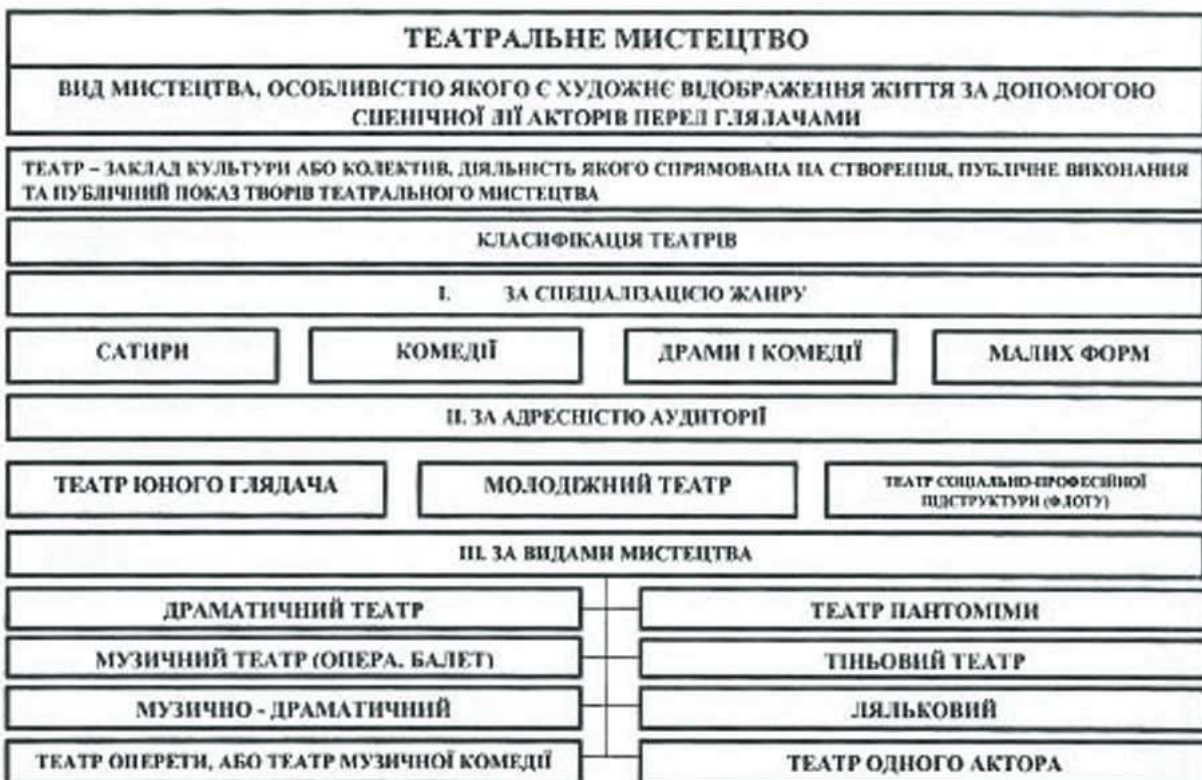 ТЕАТРАЛЬНЕ МИСТЕЦТВО
ВИД МИСТЕЦТВА, ОСОБЛИВІСТЮ ЯКОГО Є ХУДОЖНЄ ВІДОБРАЖЕННЯ ЖИТТЯ ЗА ДОПОМОГОЮ
СЦЕНІЧНОЇ ДІЇ АКТОРІВ ПЕРЕД ГЛЯДАЧАМИ
ТЕАТР – ЗАКЛАД КУЛЬТУРИ АБО КОЛЕКТИВ, ДІЯЛЬНІСТЬ ЯКОГО СПРЯМОВАНА НА СТВОРЕННЯ, ПУБЛІЧНЕ ВИКОНАННЯ
ТА ПУБЛІЧНИЙ ПОКАЗ ТВОРІВ ТЕАТРАЛЬНОГО МИСТЕЦТВА
КЛАСИФІКАЦІЯ ТЕАТРІВ
I. ЗА СПЕЦІАЛІЗАЦІЄЮ ЖАНРУ
САТИРИ
КОМЕДІЇ
ДРАМИ І КОМЕДІЇ
МАЛИХ ФОРМ
II. ЗА АДРЕСНІСТЮ АУДИТОРІЇ
ТЕАТР ЮНОГО ГЛЯДАЧА
МОЛОДІЖНИЙ ТЕАТР
ТЕАТР СОЦІАЛЬНО-ПРОФЕСІЙНОЇ
ПІДСТРУКТУРИ (ФЛОТУ)
III. ЗА ВИДАМИ МИСТЕЦТВА
ДРАМАТИЧНИЙ ТЕАТР
ТЕАТР ПАНТОМІМИ
МУЗИЧНИЙ ТЕАТР (ОПЕРА, БАЛЕТ)
ТІНЬОВИЙ ТЕАТР
МУЗИЧНО - ДРАМАТИЧНИЙ
ЛЯЛЬКОВИЙ
ТЕАТР ОПЕРЕТИ, АБО ТЕАТР МУЗИЧНОЇ КОМЕДІЇ
ТЕАТР ОДНОГО АКТОРА